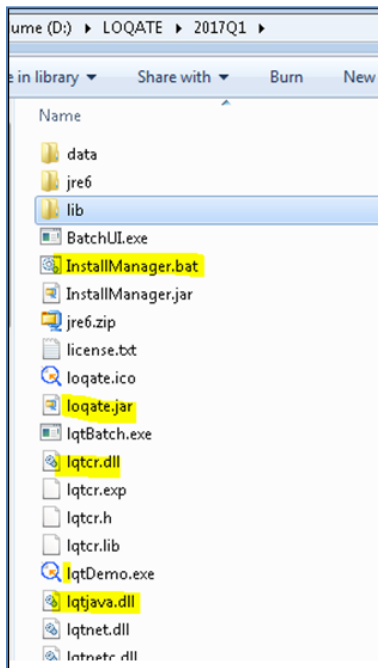 ume (D:) ▸ LOQATE ▸ 2017Q1 ▸
e in library Share with Burn New
Name
data
jre6
lib
BatchUI.exe
InstallManager.bat
InstallManager.jar
jre6.zip
license.txt
loqate.ico
loqate.jar
lqtBatch.exe
lqtcr.dll
lqtcr.exp
lqtcr.h
lqtcr.lib
lqtDemo.exe
lqtjava.dll
lqtnet.dll
lqtnetc.dll